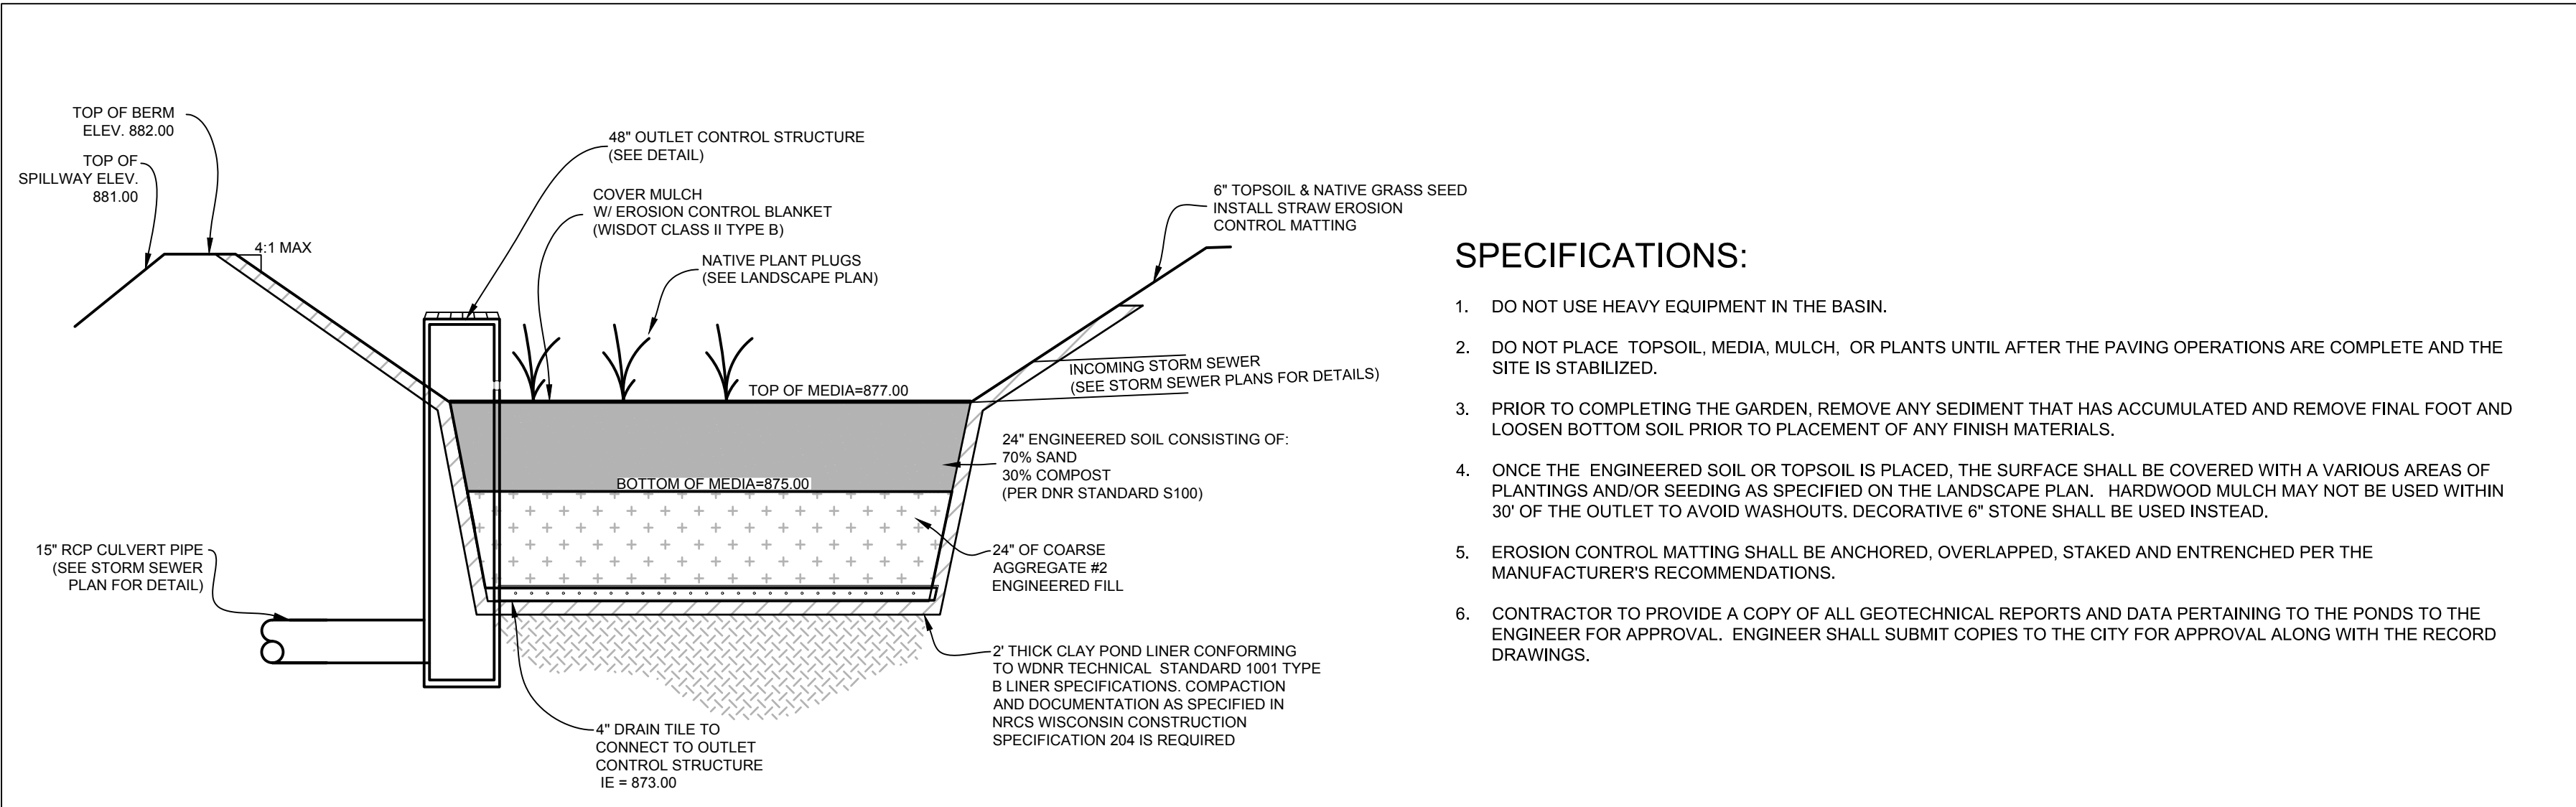 TOP OF BERM
ELEV. 882.00
TOP OF
SPILLWAY ELEV.
881.00
4:1 MAX
48" OUTLET CONTROL STRUCTURE
(SEE DETAIL)
COVER MULCH
W/ EROSION CONTROL BLANKET
(WISDOT CLASS II TYPE B)
NATIVE PLANT PLUGS
(SEE LANDSCAPE PLAN)
6" TOPSOIL & NATIVE GRASS SEED
INSTALL STRAW EROSION
CONTROL MATTING
INCOMING STORM SEWER
(SEE STORM SEWER PLANS FOR DETAILS)
TOP OF MEDIA=877.00
24" ENGINEERED SOIL CONSISTING OF:
70% SAND
30% COMPOST
(PER DNR STANDARD S100)
BOTTOM OF MEDIA=875.00
15" RCP CULVERT PIPE
(SEE STORM SEWER
PLAN FOR DETAIL)
24" OF COARSE
AGGREGATE #2
ENGINEERED FILL
2' THICK CLAY POND LINER CONFORMING
TO WDNR TECHNICAL STANDARD 1001 TYPE
B LINER SPECIFICATIONS. COMPACTION
AND DOCUMENTATION AS SPECIFIED IN
NRCS WISCONSIN CONSTRUCTION
SPECIFICATION 204 IS REQUIRED
4" DRAIN TILE TO
CONNECT TO OUTLET
CONTROL STRUCTURE
IE = 873.00
SPECIFICATIONS:
1. DO NOT USE HEAVY EQUIPMENT IN THE BASIN.
2. DO NOT PLACE TOPSOIL, MEDIA, MULCH, OR PLANTS UNTIL AFTER THE PAVING OPERATIONS ARE COMPLETE AND THE
SITE IS STABILIZED.
3. PRIOR TO COMPLETING THE GARDEN, REMOVE ANY SEDIMENT THAT HAS ACCUMULATED AND REMOVE FINAL FOOT AND
LOOSEN BOTTOM SOIL PRIOR TO PLACEMENT OF ANY FINISH MATERIALS.
4. ONCE THE ENGINEERED SOIL OR TOPSOIL IS PLACED, THE SURFACE SHALL BE COVERED WITH A VARIOUS AREAS OF
PLANTINGS AND/OR SEEDING AS SPECIFIED ON THE LANDSCAPE PLAN. HARDWOOD MULCH MAY NOT BE USED WITHIN
30' OF THE OUTLET TO AVOID WASHOUTS. DECORATIVE 6" STONE SHALL BE USED INSTEAD.
5. EROSION CONTROL MATTING SHALL BE ANCHORED, OVERLAPPED, STAKED AND ENTRENCHED PER THE
MANUFACTURER'S RECOMMENDATIONS.
6. CONTRACTOR TO PROVIDE A COPY OF ALL GEOTECHNICAL REPORTS AND DATA PERTAINING TO THE PONDS TO THE
ENGINEER FOR APPROVAL. ENGINEER SHALL SUBMIT COPIES TO THE CITY FOR APPROVAL ALONG WITH THE RECORD
DRAWINGS.